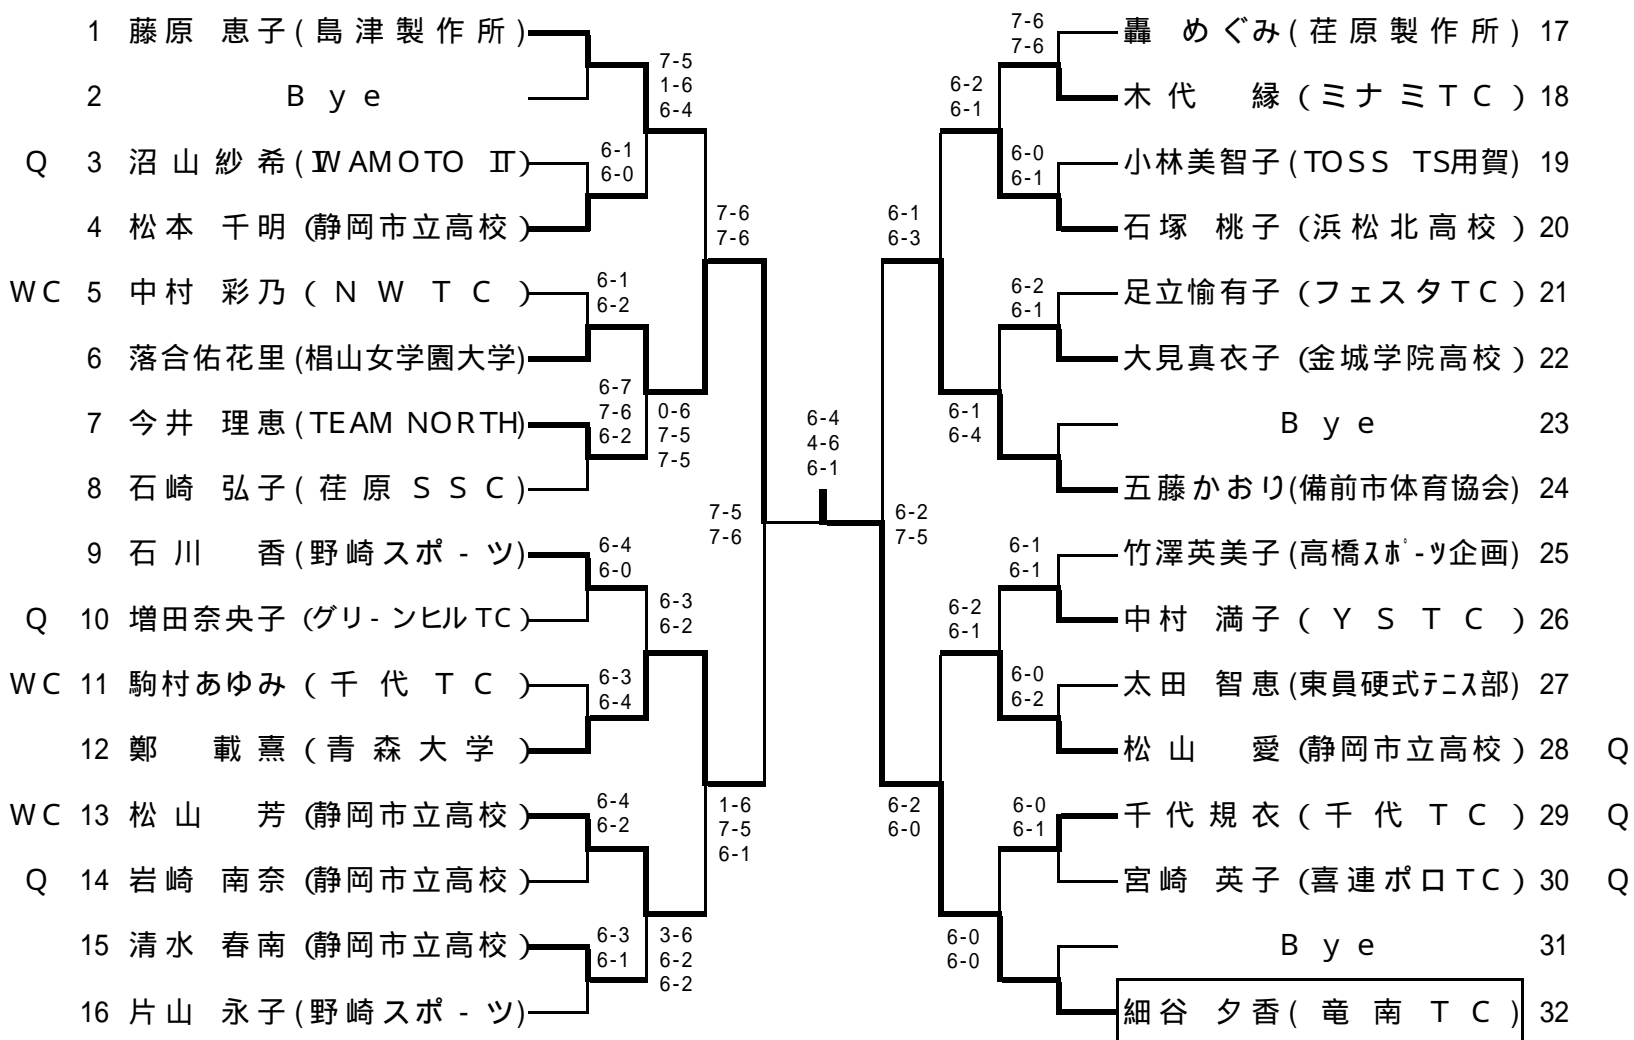 1 藤原 恵子(島津製作所)
2 Bye
Q 3 沼山紗希(IWAMOTO IT)
4 松本 千明(静岡市立高校)
WC 5 中村 彩乃(NWTC)
6 落合佑花里(椙山女学園大学)
7 今井 理恵(TEAM NORTH)
8 石崎 弘子(荏原SSC)
9 石川 香(野崎スポ-ツ)
Q 10 増田奈央子(グリ-ンヒルTC)
WC 11 駒村あゆみ(千代TC)
12 鄭 載熹(青森大学)
WC 13 松山 芳(静岡市立高校)
Q 14 岩崎 南奈(静岡市立高校)
15 清水 春南(静岡市立高校)
16 片山 永子(野崎スポ-ツ)
6-1
6-0
6-1
6-2
6-7
7-6
6-2
6-4
6-0
6-3
6-4
6-4
6-2
6-3
6-1
7-5
1-6
6-4
0-6
7-5
7-5
6-3
6-2
3-6
6-2
6-2
7-6
7-6
1-6
7-5
6-1
7-5
7-6
6-4
4-6
6-1
6-2
7-5
6-1
6-3
6-2
6-0
6-2
6-1
6-1
6-4
6-2
6-1
6-0
6-0
7-6
7-6
6-0
6-1
6-2
6-1
6-1
6-1
6-0
6-2
6-0
6-1
轟 めぐみ(荏原製作所) 17
木代 縁(ミナミTC) 18
小林美智子(TOSS TS用賀) 19
石塚 桃子(浜松北高校) 20
足立愉有子(フェスタTC) 21
大見真衣子(金城学院高校) 22
Bye 23
五藤かおり(備前市体育協会) 24
竹澤英美子(高橋ｽﾎﾟ-ﾂ企画) 25
中村 満子(YSTC) 26
太田 智恵(東員硬式ﾃﾆｽ部) 27
松山 愛(静岡市立高校) 28 Q
千代規衣(千代TC) 29 Q
宮崎 英子(喜連ポロTC) 30 Q
Bye 31
細谷 夕香(竜南TC) 32